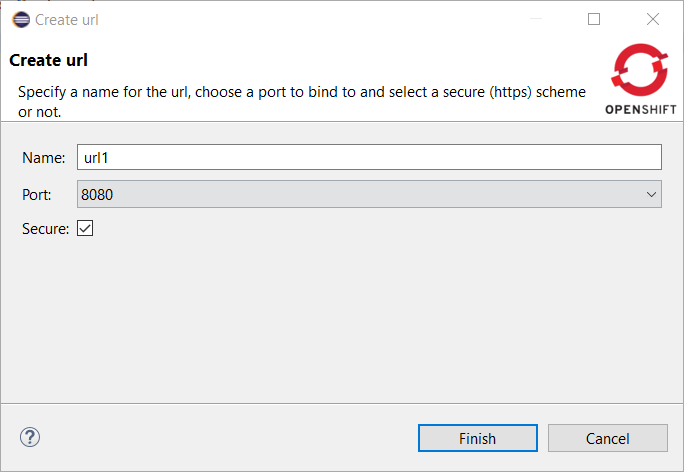 Create url
Create url
Specify a name for the url, choose a port to bind to and select a secure (https) scheme
or not.
OPENSHIFT
Name: url1
Port: 8080
Secure:
?
Finish Cancel